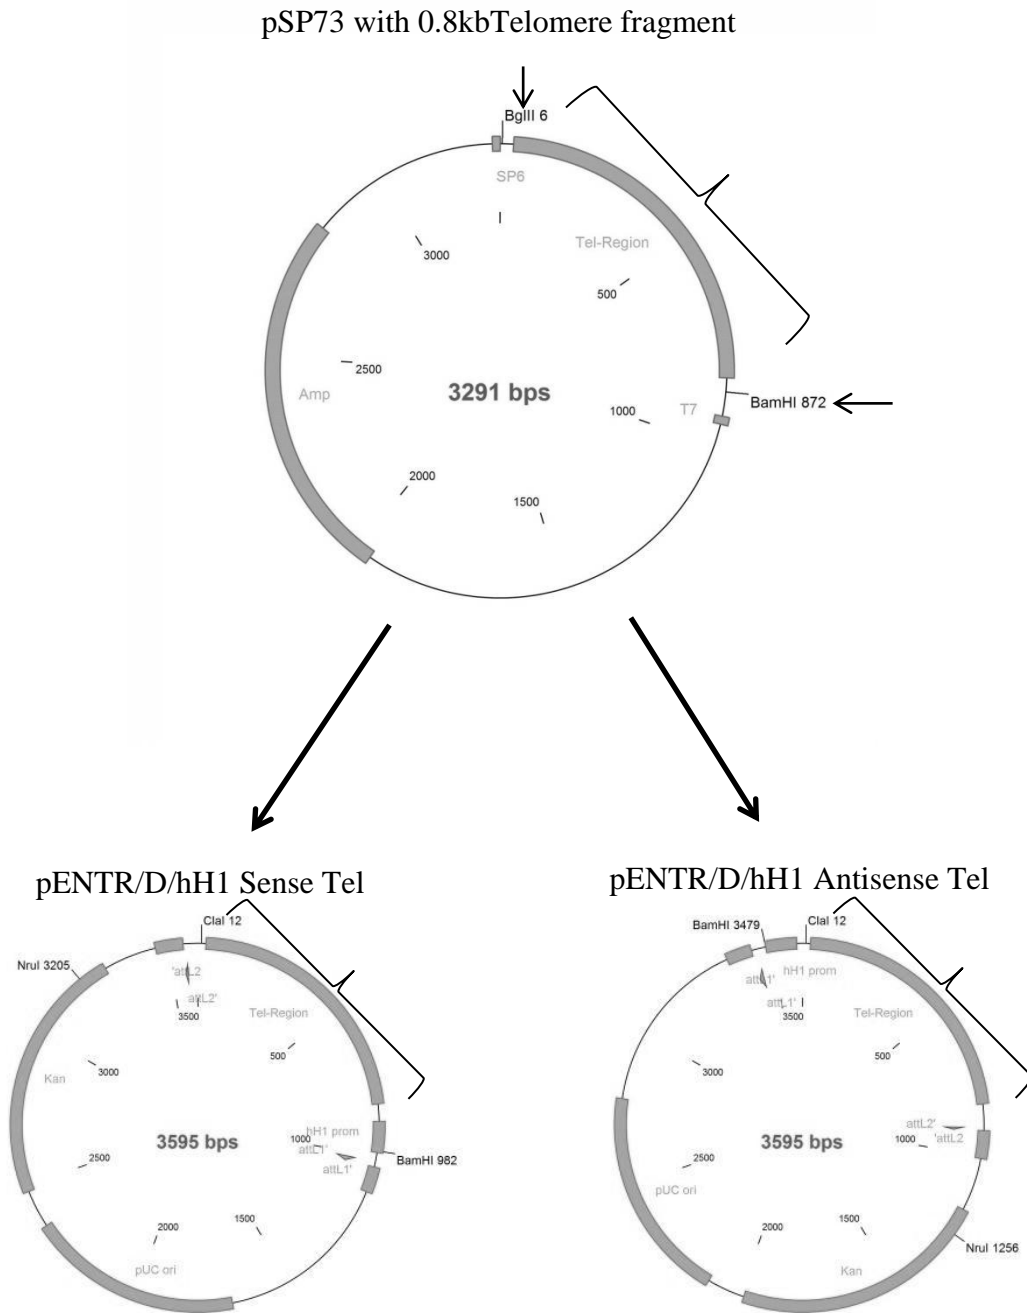 pSP73 with 0.8kbTelomere fragment
BglII 6
SP6
3000
Tel-Region
500
2500
Amp
3291 bps
T7
1000
BamHI 872
2000
1500
pENTR/D/hH1 Sense Tel
ClaI 12
NruI 3205
'attL2
attL2'
3500
Tel-Region
500
3000
Kan
hH1 prom
1000
attL1'
attL1'
3595 bps
BamHI 982
2500
2000
1500
pUC ori
pENTR/D/hH1 Antisense Tel
BamHI 3479
ClaI 12
hH1 prom
attL1'
attL1'
3500
Tel-Region
500
3000
attL2'
'attL2
1000
3595 bps
2500
pUC ori
2000
1500
NruI 1256
Kan